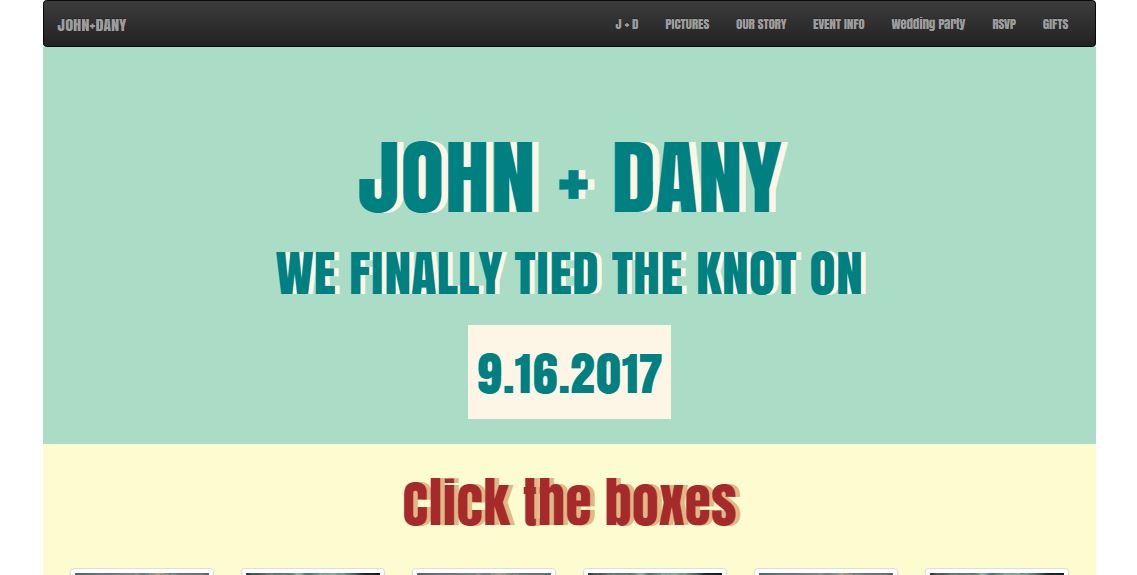 JOHN+DANY
J + D
PICTURES
OUR STORY
EVENT INFO
Wedding Party
RSVP
GIFTS
JOHN + DANY
WE FINALLY TIED THE KNOT ON
9.16.2017
Click the boxes